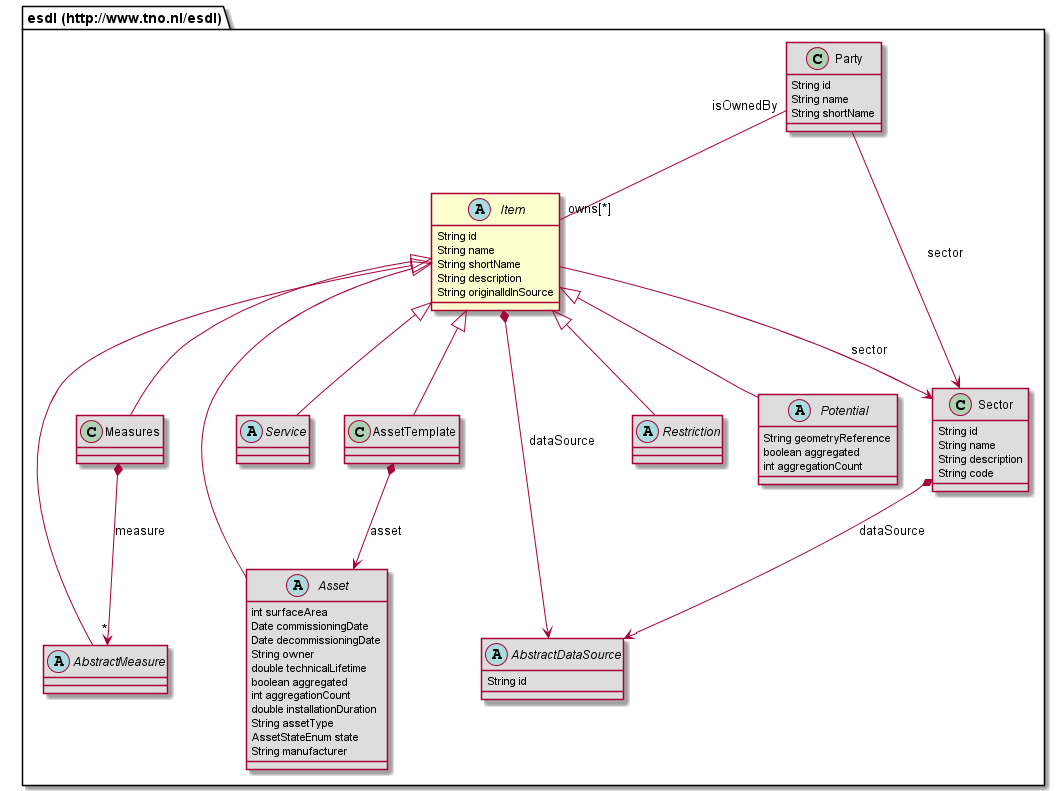 esdl (http://www.tno.nl/esdl)
C Party
String id
String name
String shortName
isOwnedBy
owns[*]
A Item
String id
String name
String shortName
String description
String originalIdInSource
sector
sector
C Measures
A Service
C AssetTemplate
A Restriction
A Potential
String geometryReference
boolean aggregated
int aggregationCount
C Sector
String id
String name
String description
String code
dataSource
measure
asset
dataSource
*
A Asset
int surfaceArea
Date commissioningDate
Date decommissioningDate
String owner
double technicalLifetime
boolean aggregated
int aggregationCount
double installationDuration
String assetType
AssetStateEnum state
String manufacturer
A AbstractMeasure
A AbstractDataSource
String id